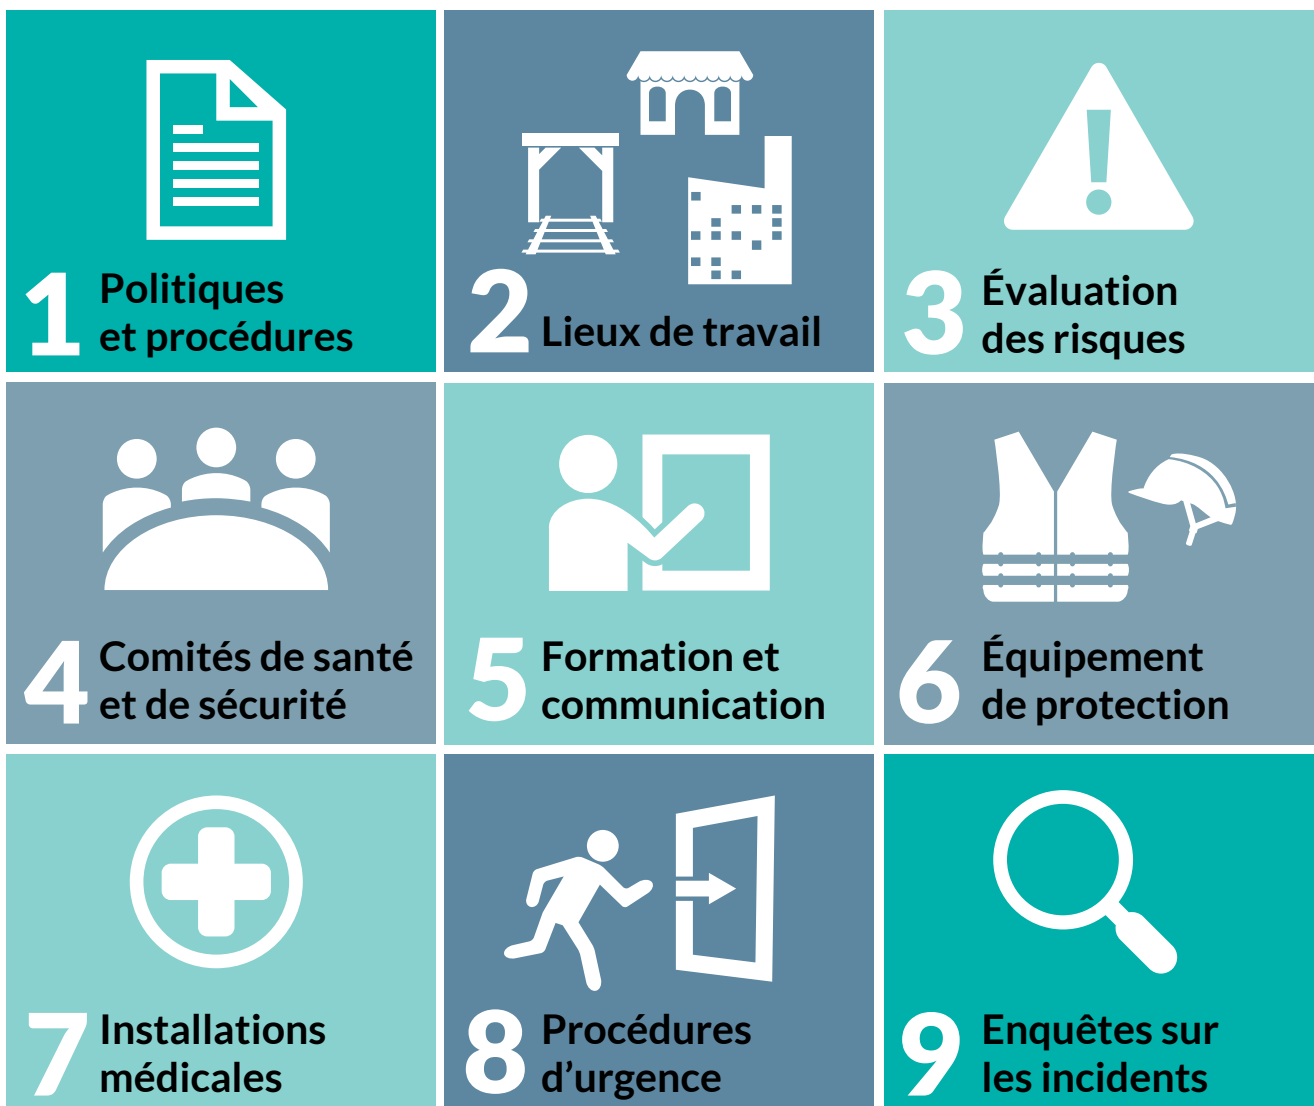 1 Politiques
et procédures
2 Lieux de travail
3 Évaluation
des risques
4 Comités de santé
et de sécurité
5 Formation et
communication
6 Équipement
de protection
7 Installations
médicales
8 Procédures
d’urgence
9 Enquêtes sur
les incidents